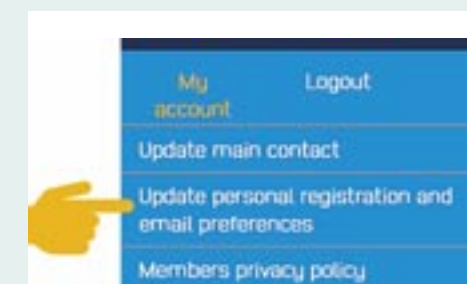 My account
Logout
Update main contact
Update personal registration and
email preferences
Members privacy policy